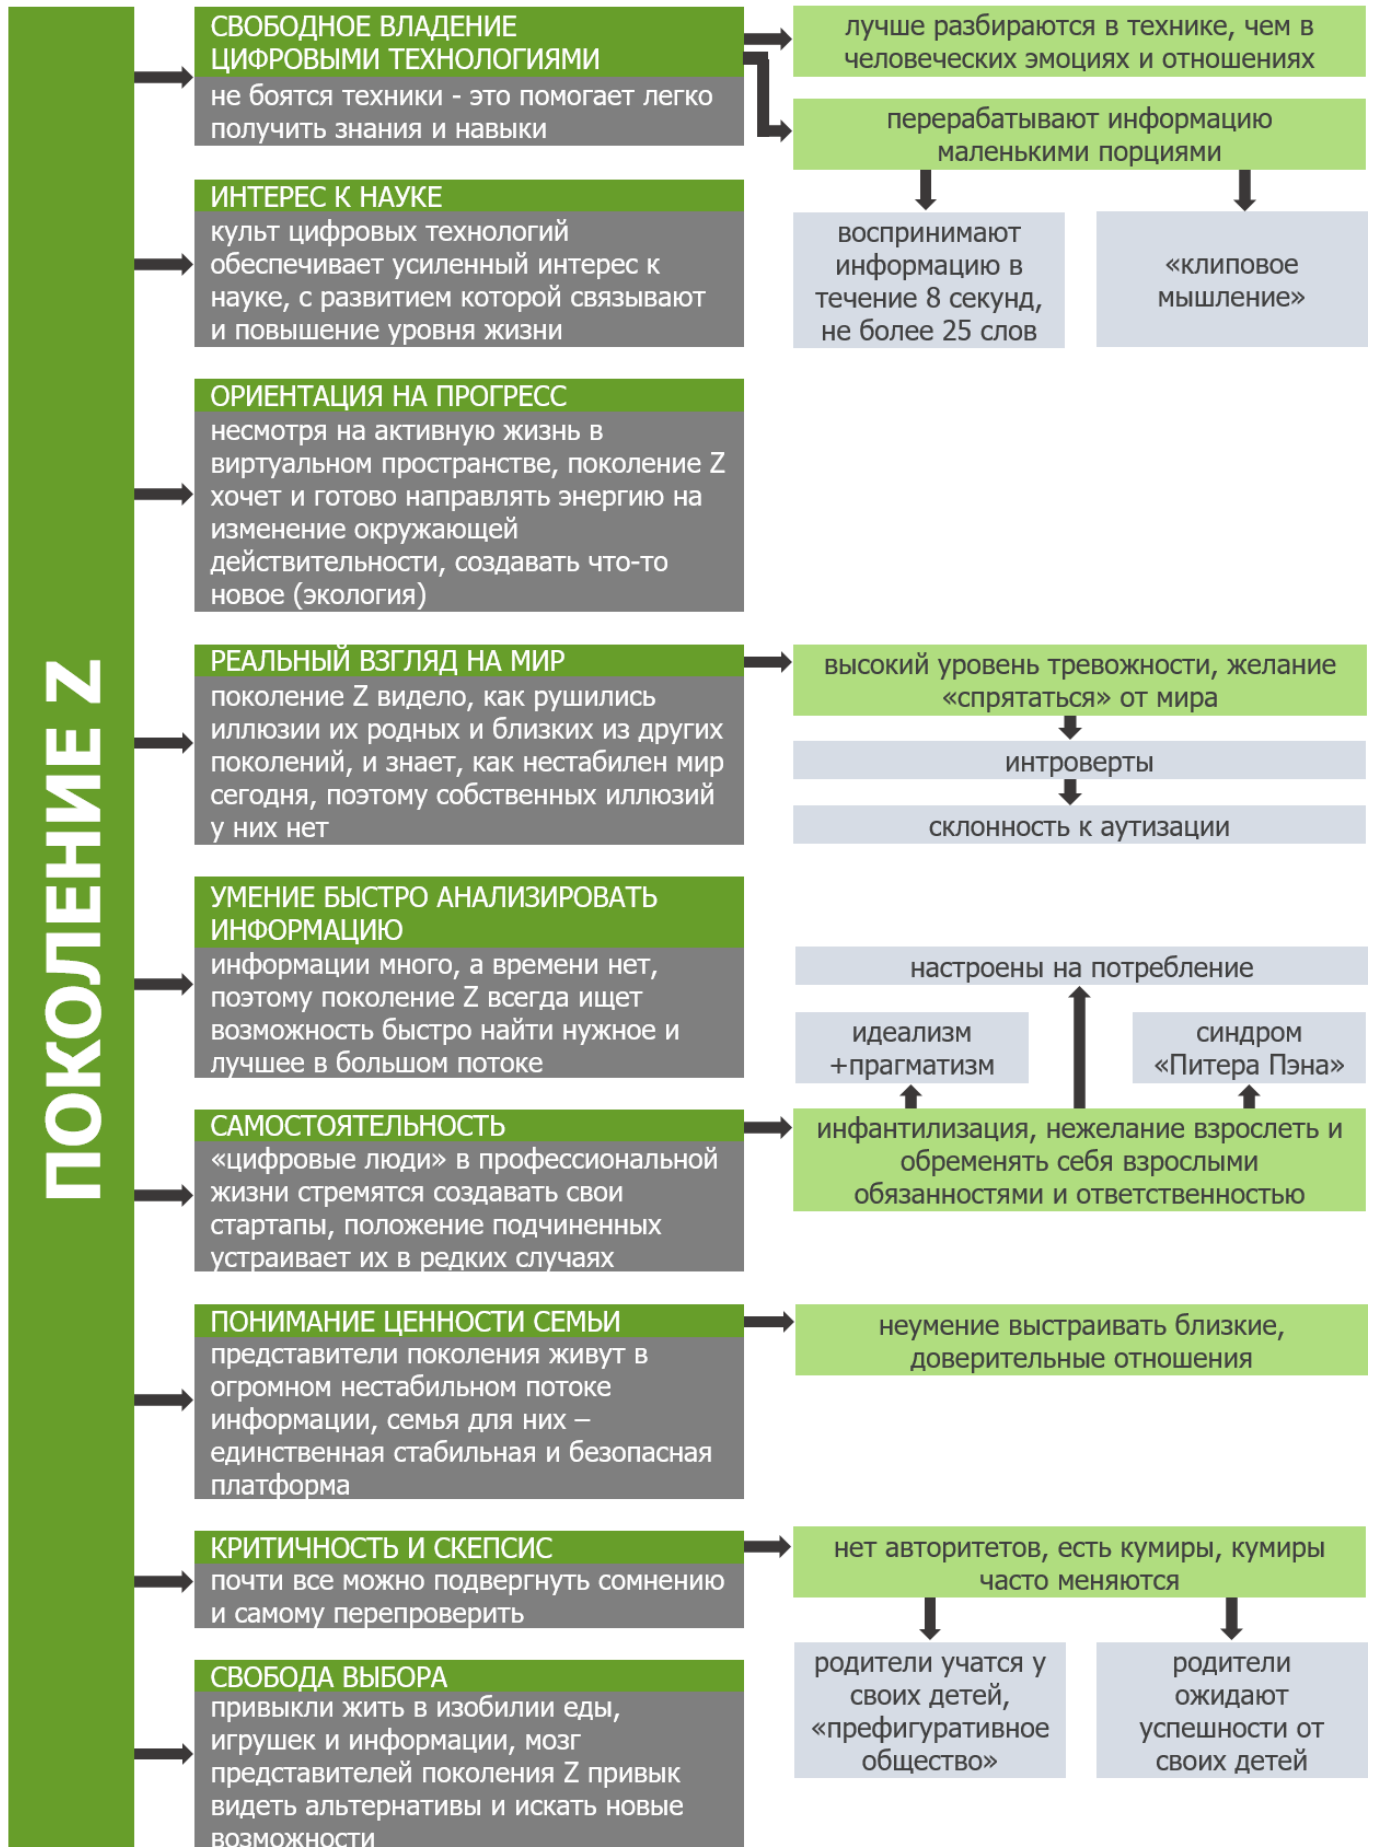 ПОКОЛЕНИЕ Z
СВОБОДНОЕ ВЛАДЕНИЕ
ЦИФРОВЫМИ ТЕХНОЛОГИЯМИ
не боятся техники - это помогает легко
получить знания и навыки
лучше разбираются в технике, чем в
человеческих эмоциях и отношениях
перерабатывают информацию
маленькими порциями
воспринимают
информацию в
течение 8 секунд,
не более 25 слов
«клиповое
мышление»
ИНТЕРЕС К НАУКЕ
культ цифровых технологий
обеспечивает усиленный интерес к
науке, с развитием которой связывают
и повышение уровня жизни
ОРИЕНТАЦИЯ НА ПРОГРЕСС
несмотря на активную жизнь в
виртуальном пространстве, поколение Z
хочет и готово направлять энергию на
изменение окружающей
действительности, создавать что-то
новое (экология)
РЕАЛЬНЫЙ ВЗГЛЯД НА МИР
поколение Z видело, как рушились
иллюзии их родных и близких из других
поколений, и знает, как нестабилен мир
сегодня, поэтому собственных иллюзий
у них нет
высокий уровень тревожности, желание
«спрятаться» от мира
интроверты
склонность к аутизации
УМЕНИЕ БЫСТРО АНАЛИЗИРОВАТЬ
ИНФОРМАЦИЮ
информации много, а времени нет,
поэтому поколение Z всегда ищет
возможность быстро найти нужное и
лучшее в большом потоке
настроены на потребление
идеализм
+прагматизм
синдром
«Питера Пэна»
САМОСТОЯТЕЛЬНОСТЬ
«цифровые люди» в профессиональной
жизни стремятся создавать свои
стартапы, положение подчиненных
устраивает их в редких случаях
инфантилизация, нежелание взрослеть и
обременять себя взрослыми
обязанностями и ответственностью
ПОНИМАНИЕ ЦЕННОСТИ СЕМЬИ
представители поколения живут в
огромном нестабильном потоке
информации, семья для них –
единственная стабильная и безопасная
платформа
неумение выстраивать близкие,
доверительные отношения
КРИТИЧНОСТЬ И СКЕПСИС
почти все можно подвергнуть сомнению
и самому перепроверить
нет авторитетов, есть кумиры, кумиры
часто меняются
родители учатся у
своих детей,
«префигуративное
общество»
родители
ожидают
успешности от
своих детей
СВОБОДА ВЫБОРА
привыкли жить в изобилии еды,
игрушек и информации, мозг
представителей поколения Z привык
видеть альтернативы и искать новые
возможности